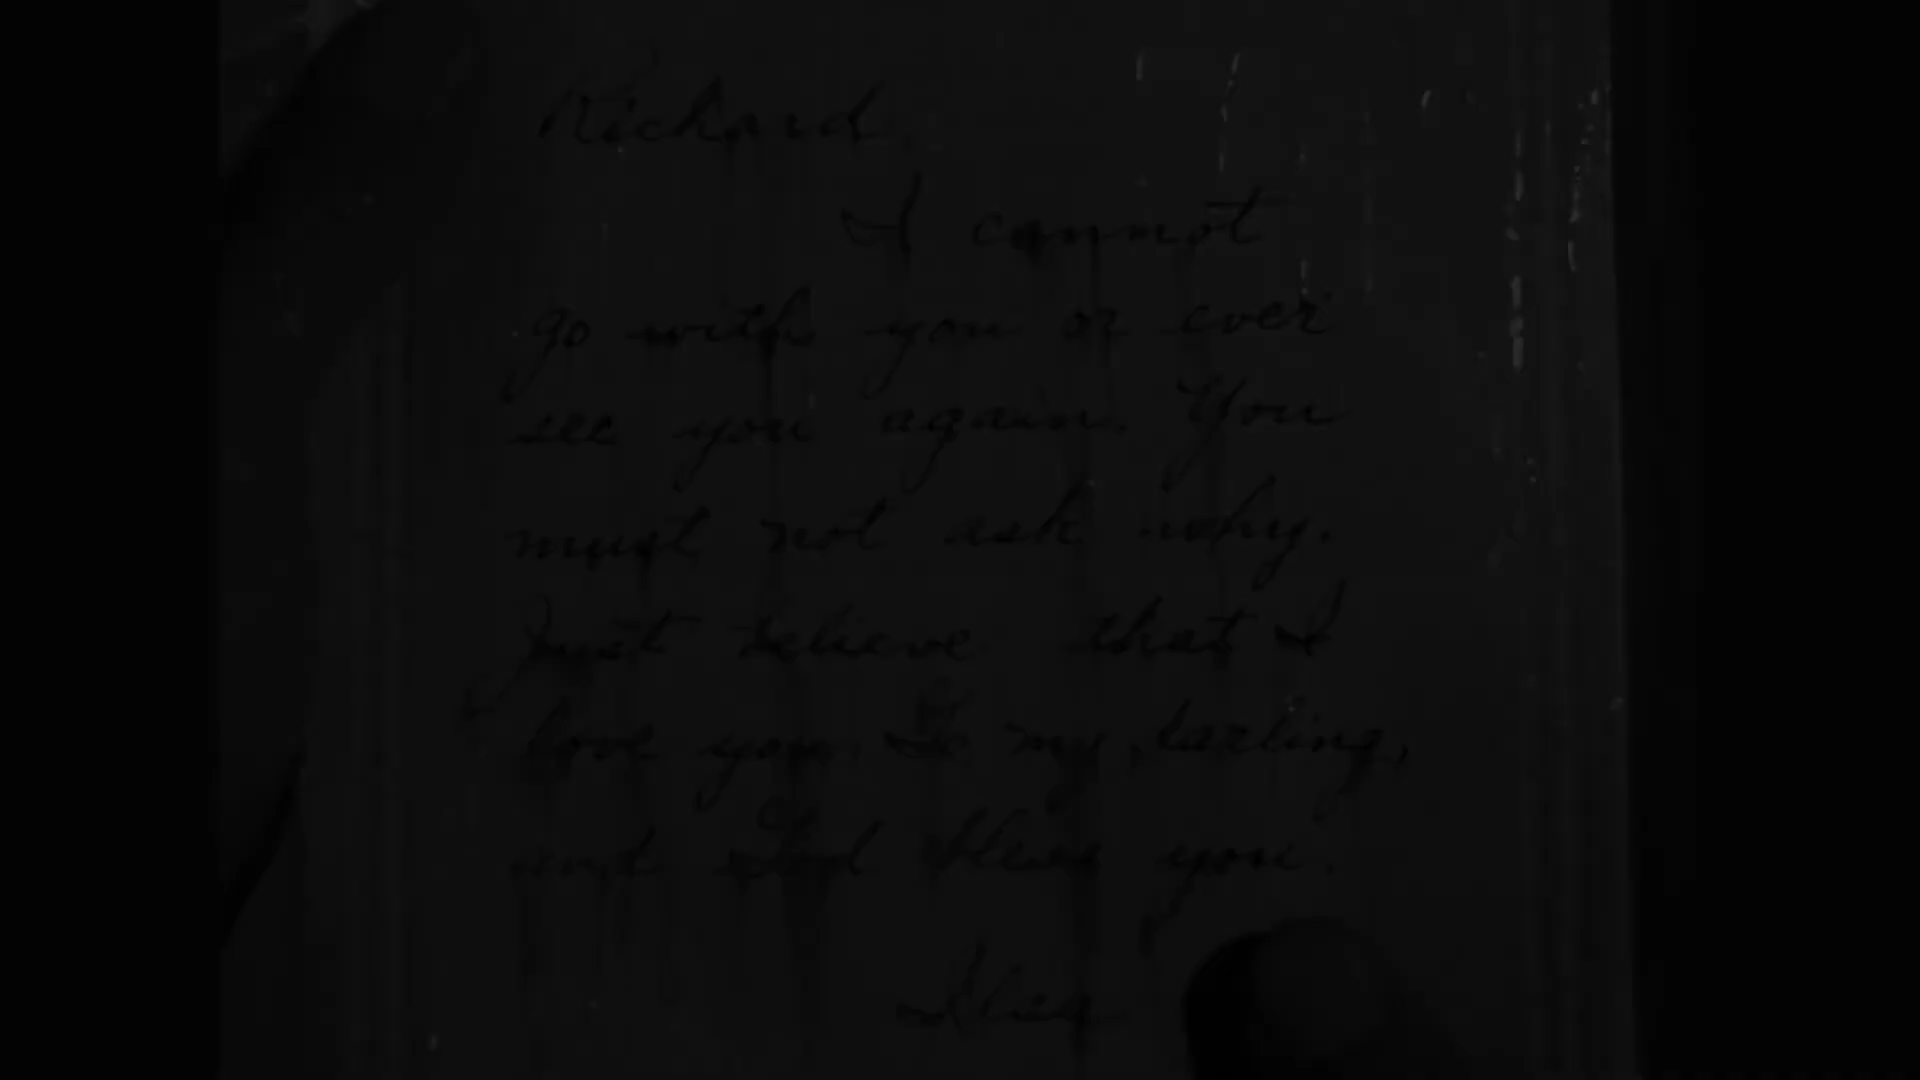 Richard,
I cannot
go with you or ever
see you again. You
must not ask why.
Just believe that I
love you. Go my darling,
and God bless you.
Ilsa